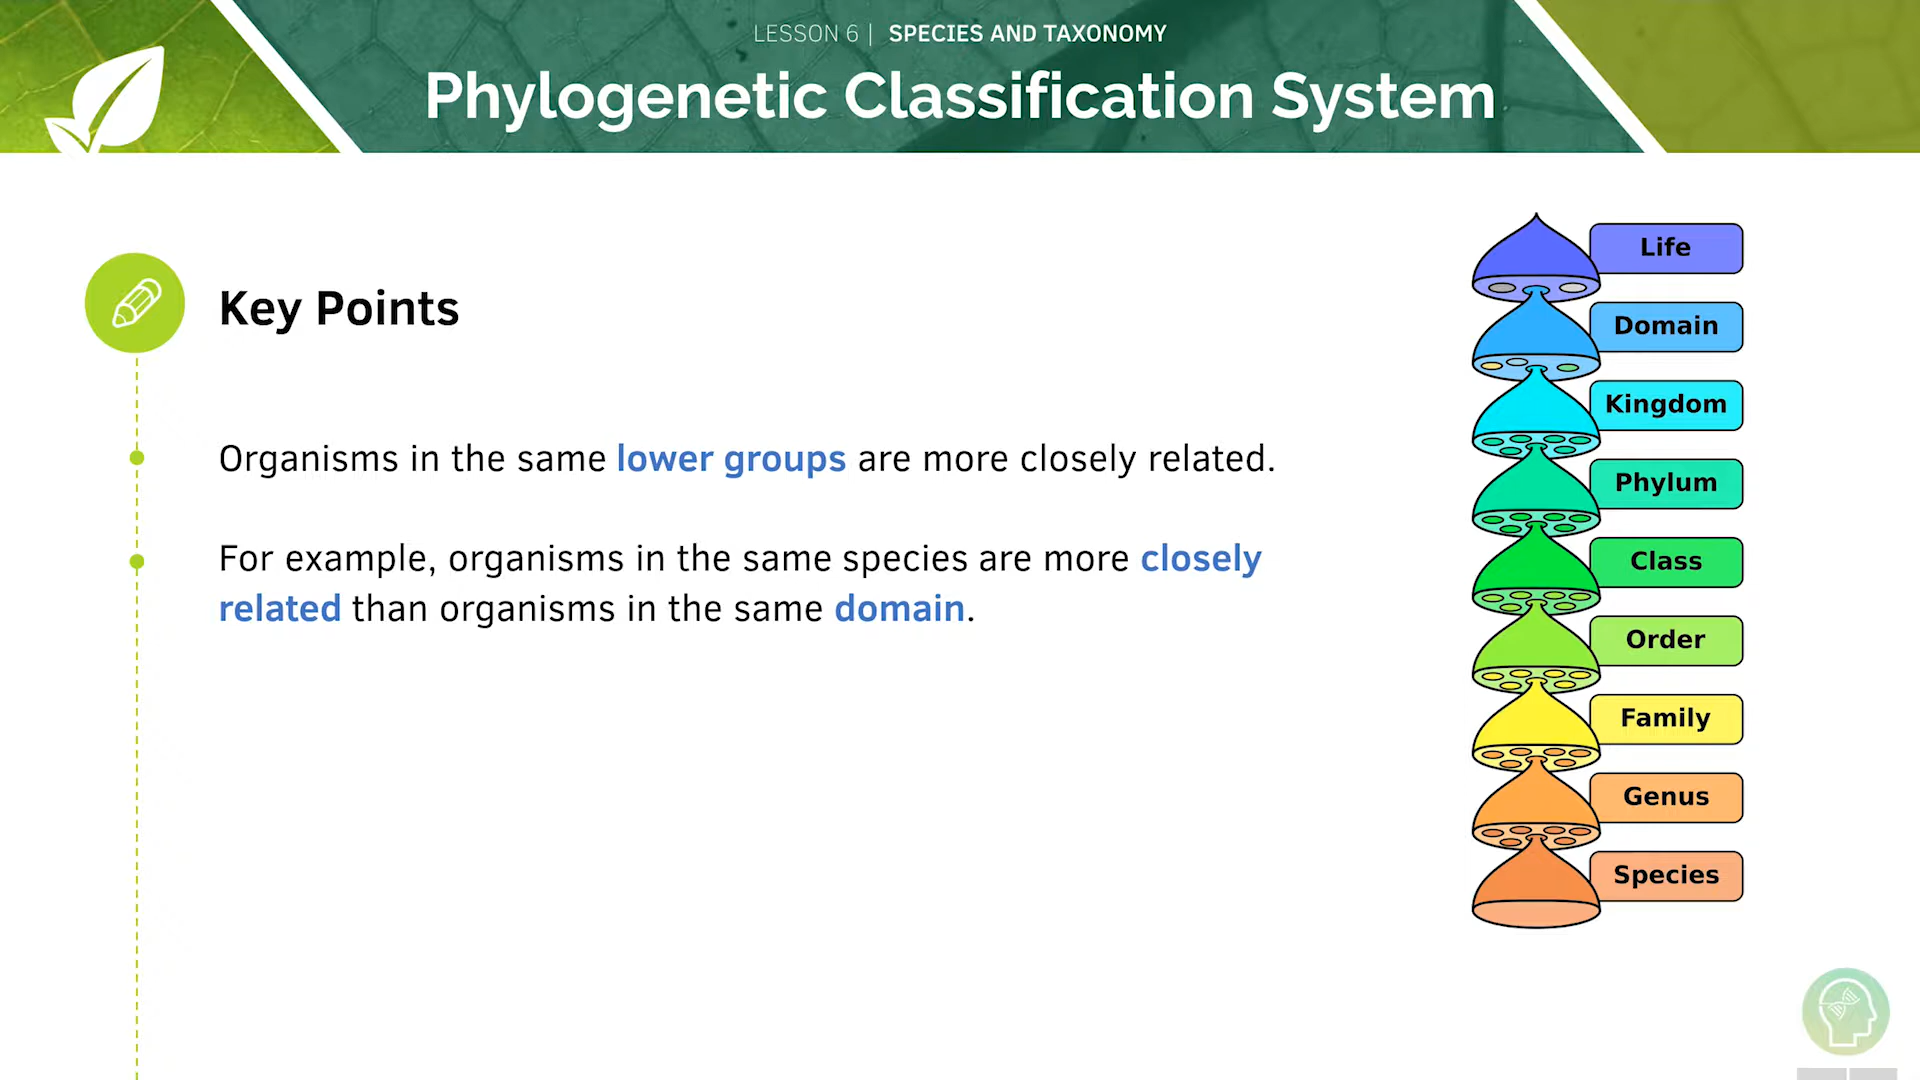 LESSON 6 | SPECIES AND TAXONOMY
Phylogenetic Classification System
Key Points
Organisms in the same lower groups are more closely related.
For example, organisms in the same species are more closely
related than organisms in the same domain.
Life
Domain
Kingdom
Phylum
Class
Order
Family
Genus
Species